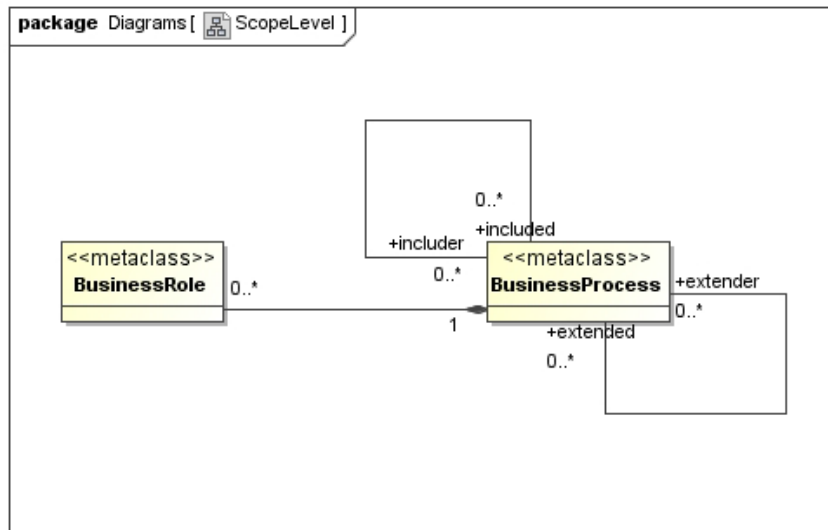 package Diagrams [ ScopeLevel ]
0..*
+included
+includer
0..*
<<metaclass>>
BusinessRole
0..*
1
<<metaclass>>
BusinessProcess
+extender
0..*
+extended
0..*